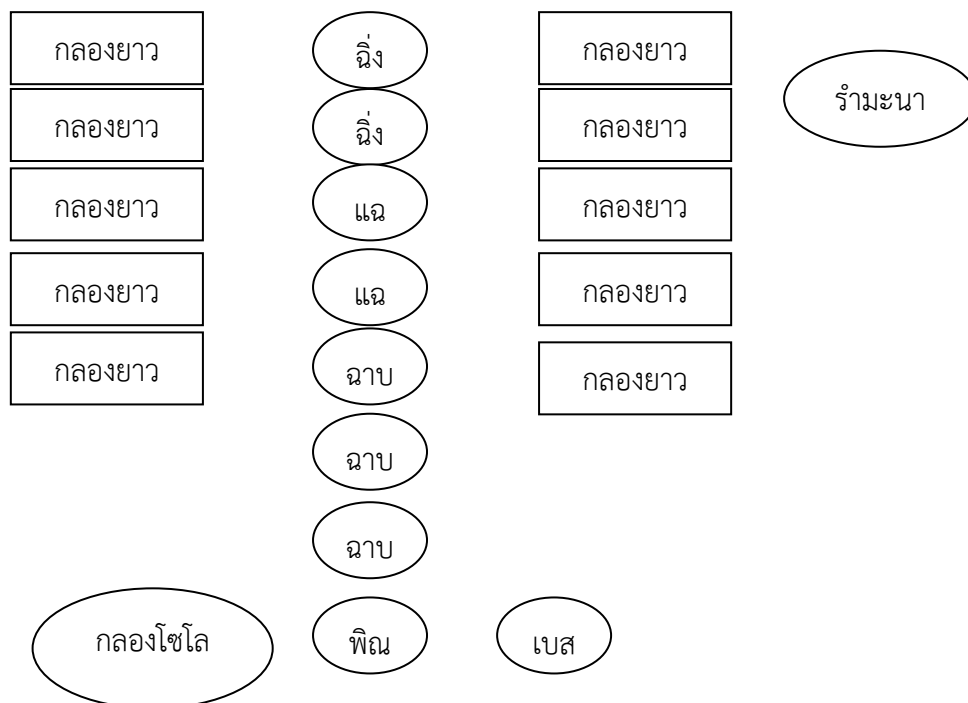 กลองยาว ฉิ่ง กลองยาว
รำมะนา
กลองยาว ฉิ่ง กลองยาว
กลองยาว แฉ กลองยาว
กลองยาว แฉ กลองยาว
กลองยาว ฉาบ กลองยาว
ฉาบ
ฉาบ
กลองโซโล พิณ เบส